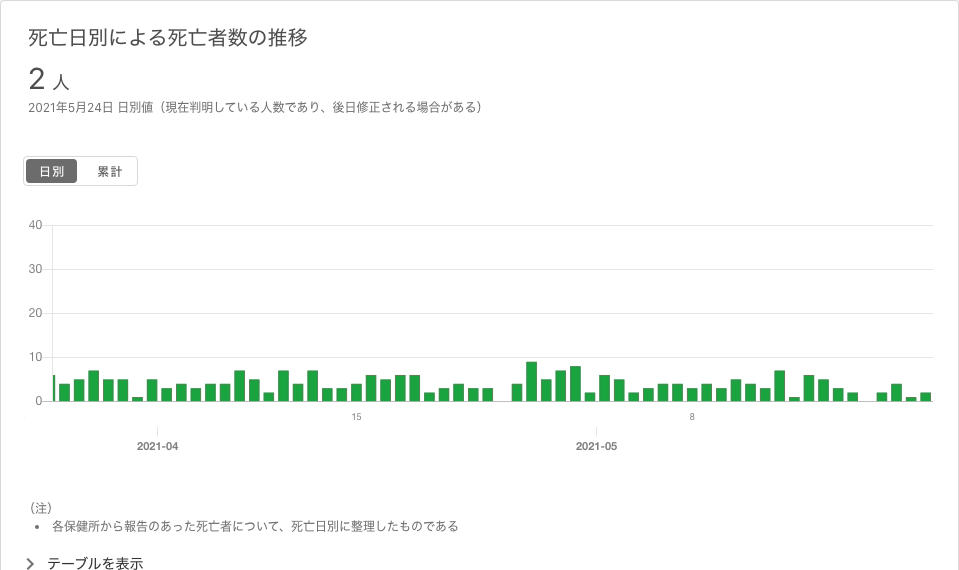 死亡日別による死亡者数の推移
2 人
2021年5月24日 日別値（現在判明している人数であり、後日修正される場合がある）
日別 累計
40
30
20
10
0
15 8
2021-04 2021-05
（注）
• 各保健所から報告のあった死亡者について、死亡日別に整理したものである
テーブルを表示